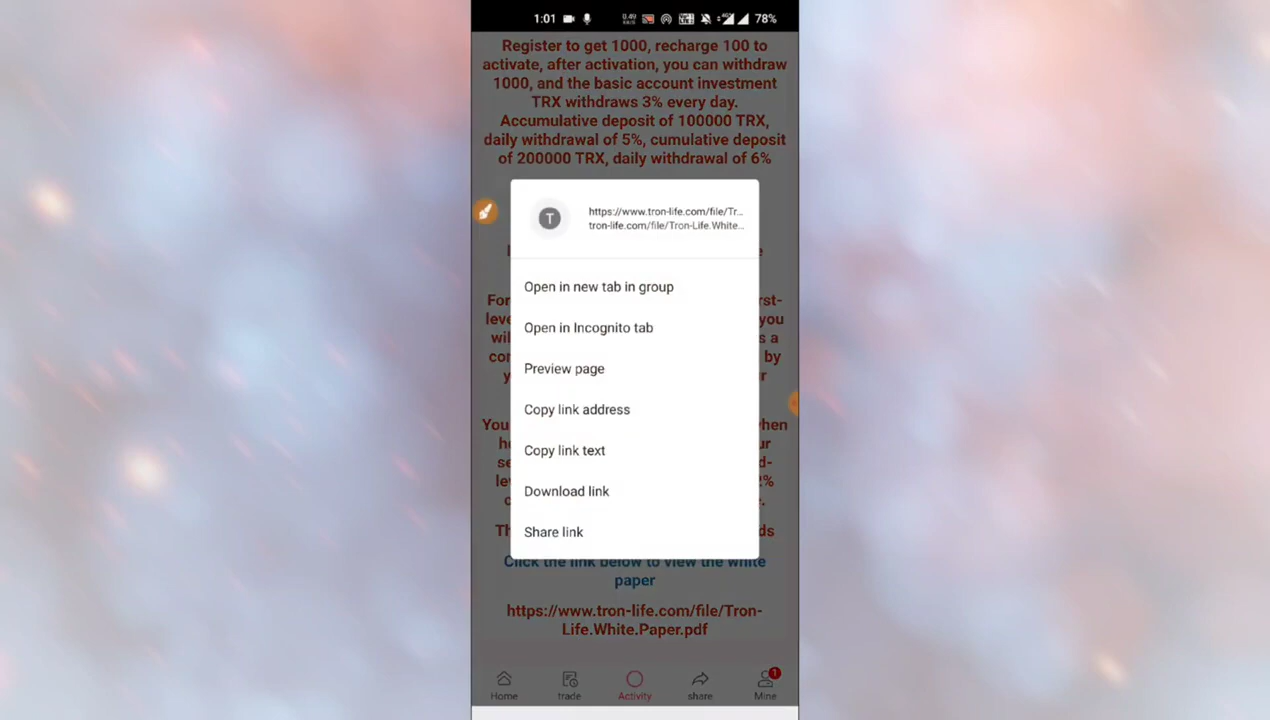 1:01
0.49
78%
Register to get 1000, recharge 100 to
activate, after activation, you can withdraw
1000, and the basic account investment
TRX withdraws 3% every day.
Accumulative deposit of 100000 TRX,
daily withdrawal of 5%, cumulative deposit
of 200000 TRX, daily withdrawal of 6%
T
https://www.tron-life.com/file/Tr...
tron-life.com/file/Tron-Life.White...
Open in new tab in group
Open in Incognito tab
Preview page
Copy link address
Copy link text
Download link
Share link
Click the link below to view the white
paper
https://www.tron-life.com/file/Tron-
Life.White.Paper.pdf
1
Home trade Activity share Mine